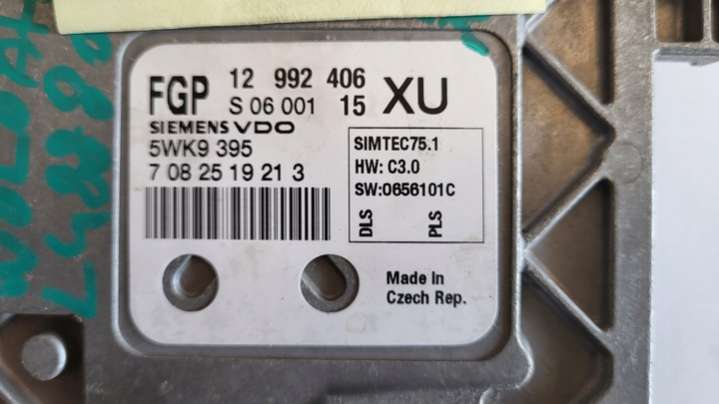 FGP 12 992 406 XU
S 06 001 15
SIEMENS VDO
5WK9 395
7 08 25 19 21 3
SIMTEC75.1
HW: C3.0
SW:0656101C
DLS PLS
Made In
Czech Rep.